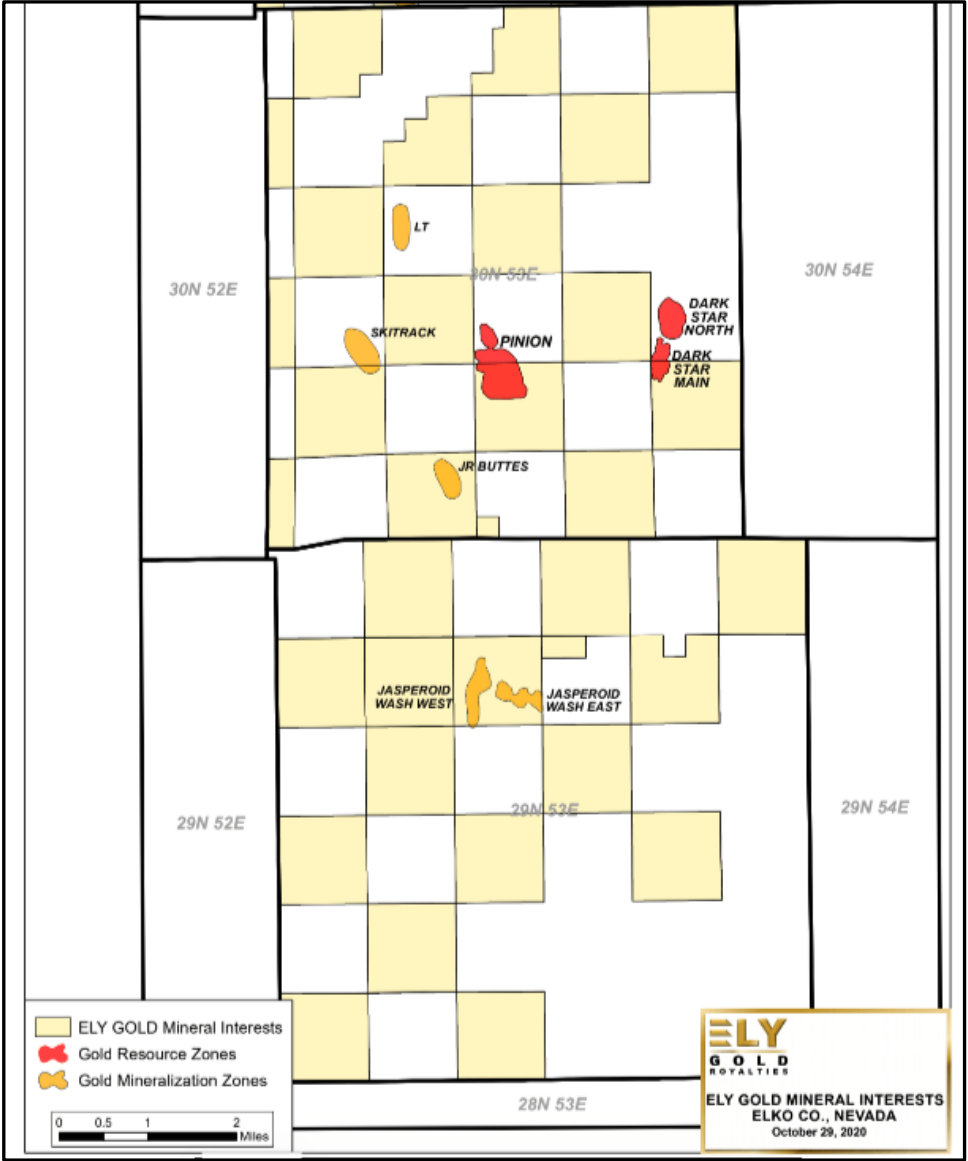 LT
30N 53E
30N 54E
30N 52E
DARK
STAR
NORTH
SKITRACK
PINION
DARK
STAR
MAIN
JR BUTTES
JASPEROID
WASH WEST
JASPEROID
WASH EAST
29N 53E
29N 54E
29N 52E
ELY GOLD Mineral Interests
Gold Resource Zones
Gold Mineralization Zones
0 0.5 1 2
Miles
28N 53E
ELY
GOLD
ROYALTIES
ELY GOLD MINERAL INTERESTS
ELKO CO., NEVADA
October 29, 2020